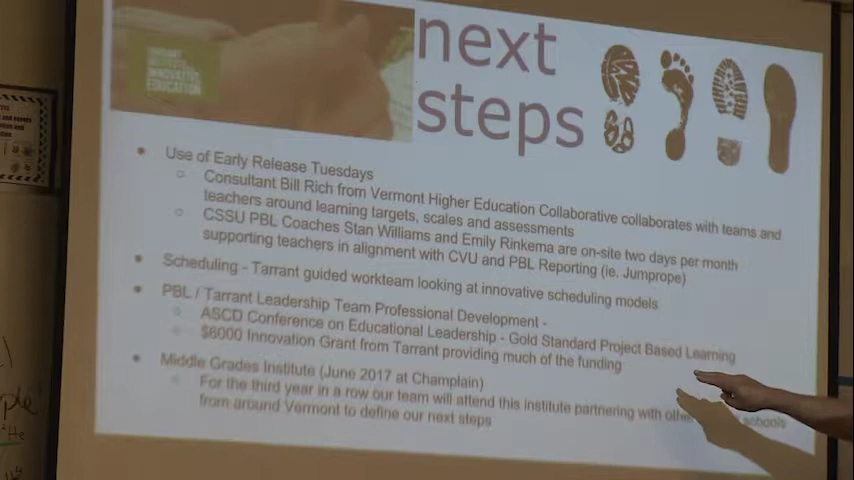 TARRANT
INSTITUTE
INNOVATIVE
EDUCATION
next
steps
Use of Early Release Tuesdays
Consultant Bill Rich from Vermont Higher Education Collaborative collaborates with teams and
teachers around learning targets, scales and assessments
CSSU PBL Coaches Stan Williams and Emily Rinkema are on-site two days per month
supporting teachers in alignment with CVU and PBL Reporting (ie. Jumprope)
Scheduling - Tarrant guided workteam looking at innovative scheduling models
PBL / Tarrant Leadership Team Professional Development -
ASCD Conference on Educational Leadership - Gold Standard Project Based Learning
$6000 Innovation Grant from Tarrant providing much of the funding
Middle Grades Institute (June 2017 at Champlain)
For the third year in a row our team will attend this institute partnering with schools
from around Vermont to define our next steps